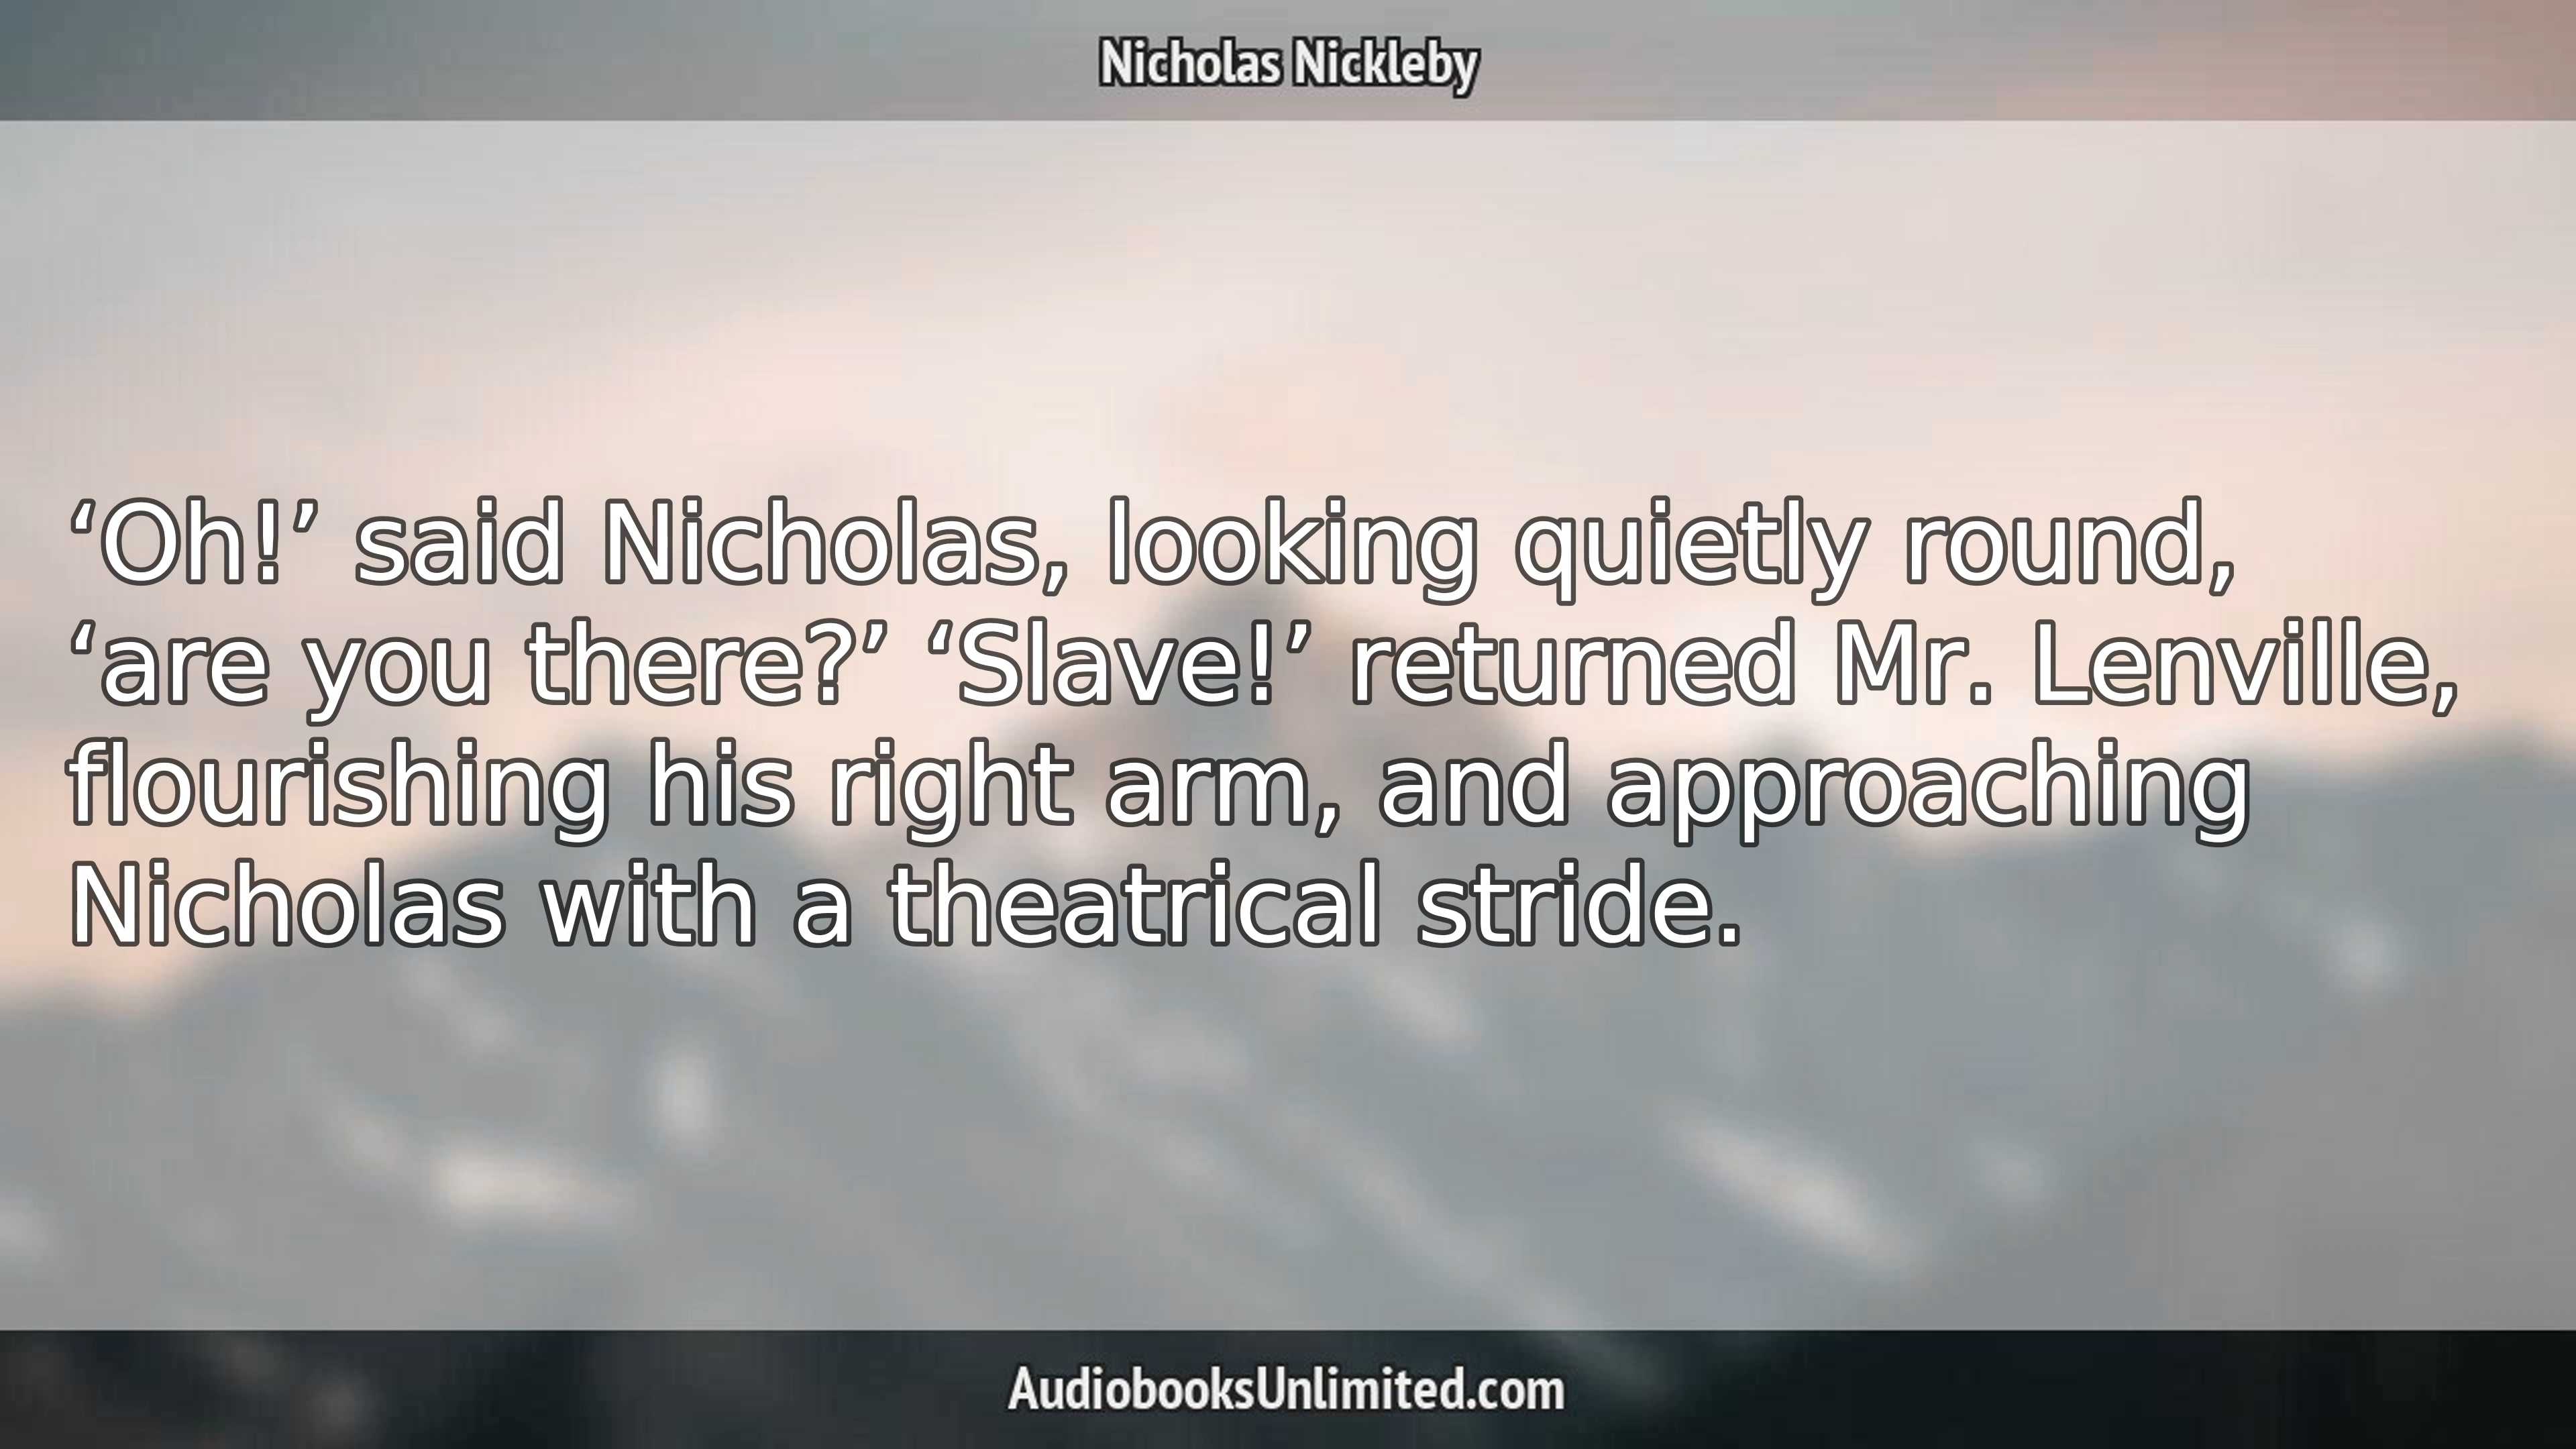 Nicholas Nickleby
‘Oh!’ said Nicholas, looking quietly round,
‘are you there?’ ‘Slave!’ returned Mr. Lenville,
flourishing his right arm, and approaching
Nicholas with a theatrical stride.
AudiobooksUnlimited.com